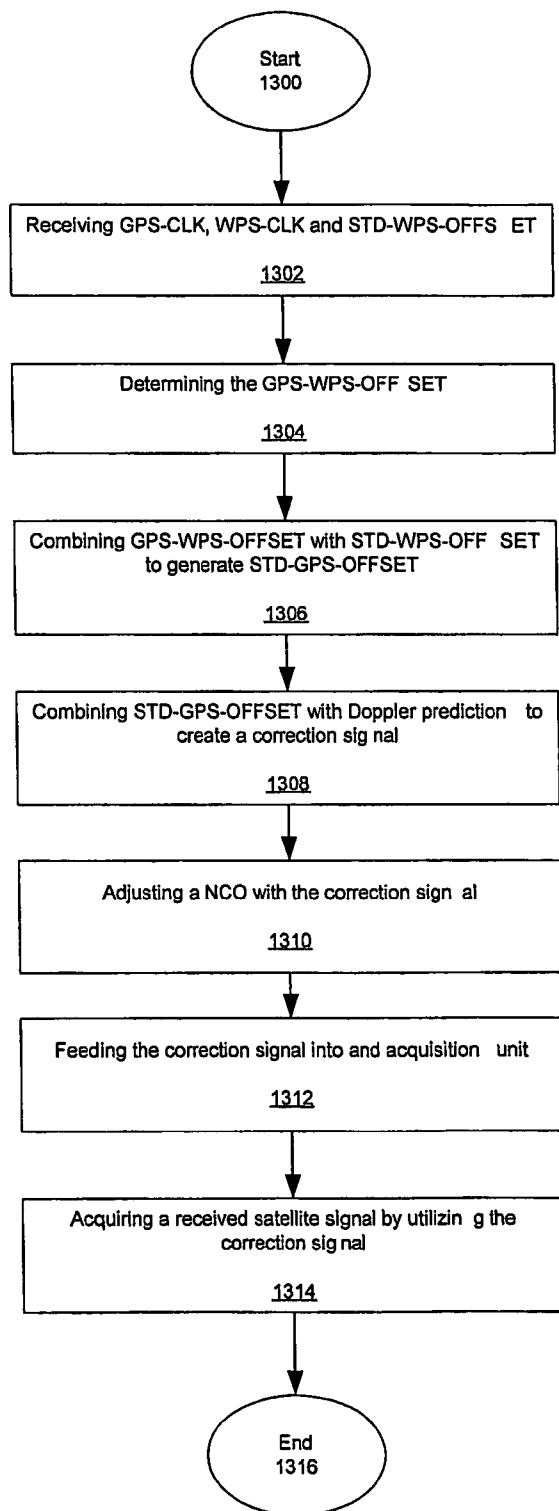 Start
1300
Receiving GPS-CLK, WPS-CLK and STD-WPS-OFFS ET
1302
Determining the GPS-WPS-OFF SET
1304
Combining GPS-WPS-OFFSET with STD-WPS-OFF SET
to generate STD-GPS-OFFSET
1306
Combining STD-GPS-OFFSET with Doppler prediction to
create a correction sig nal
1308
Adjusting a NCO with the correction sign al
1310
Feeding the correction signal into and acquisition unit
1312
Acquiring a received satellite signal by utilizin g the
correction sig nal
1314
End
1316